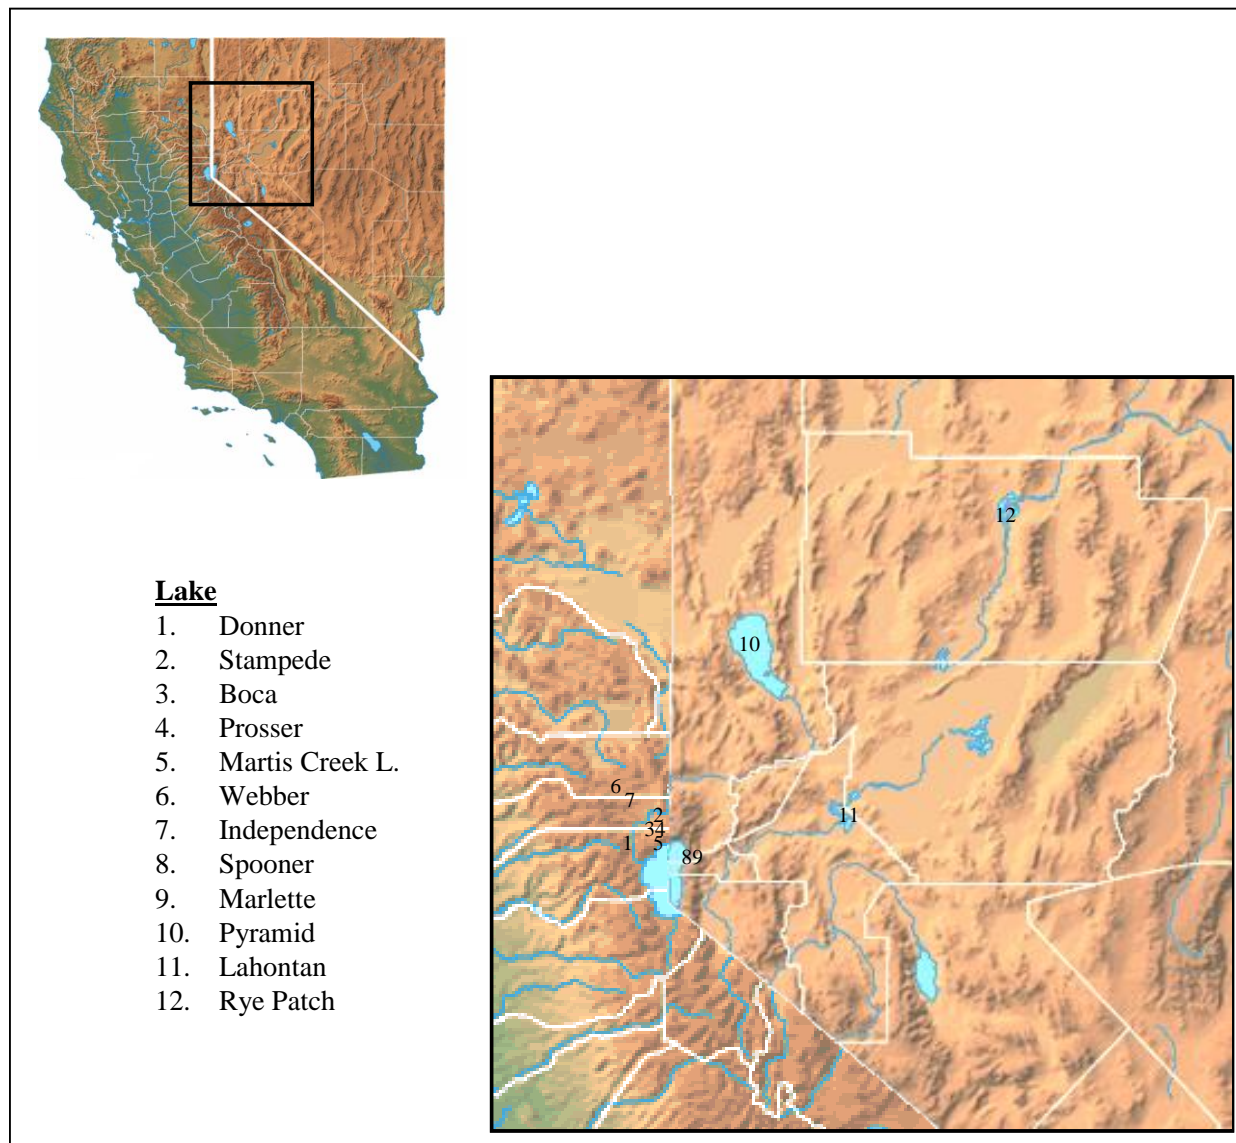 Lake
1. Donner
2. Stampede
3. Boca
4. Prosser
5. Martis Creek L.
6. Webber
7. Independence
8. Spooner
9. Marlette
10. Pyramid
11. Lahontan
12. Rye Patch
12
10
6
7
2
11
34
1 5
89